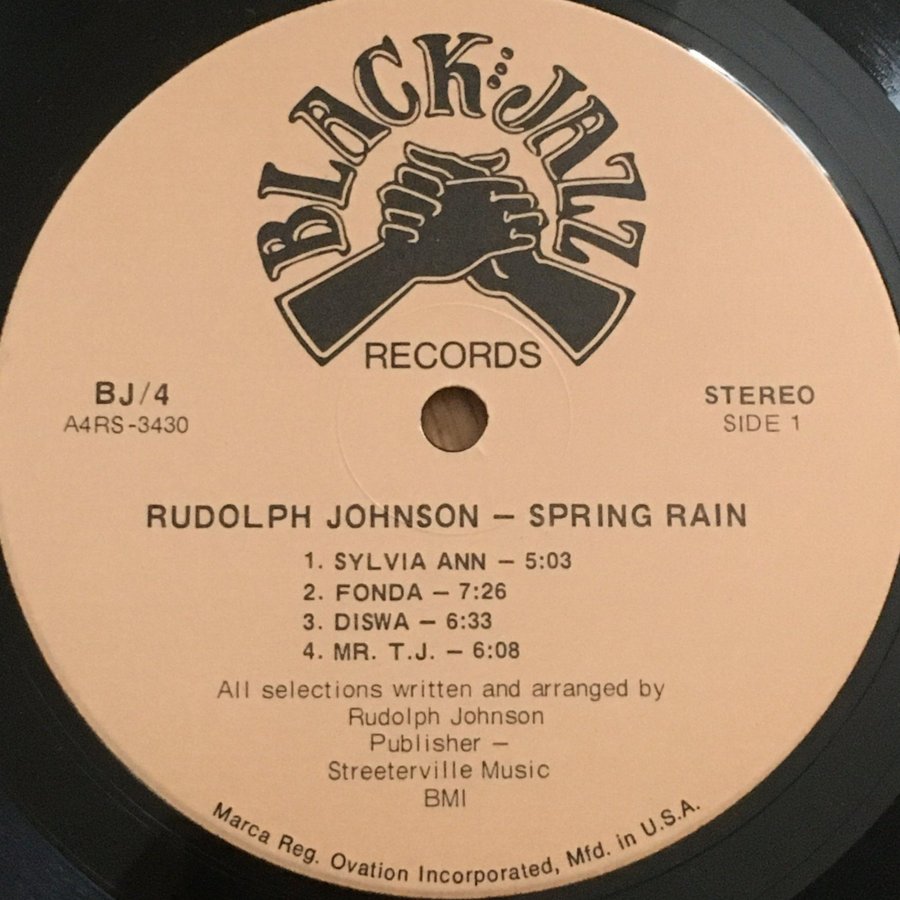 BLACK JAZZ
RECORDS
BJ/4
A4RS-3430
STEREO
SIDE 1
RUDOLPH JOHNSON – SPRING RAIN
1. SYLVIA ANN – 5:03
2. FONDA – 7:26
3. DISWA – 6:33
4. MR. T.J. – 6:08
All selections written and arranged by
Rudolph Johnson
Publisher –
Streeterville Music
BMI
Marca Reg. Ovation Incorporated, Mfd. in U.S.A.